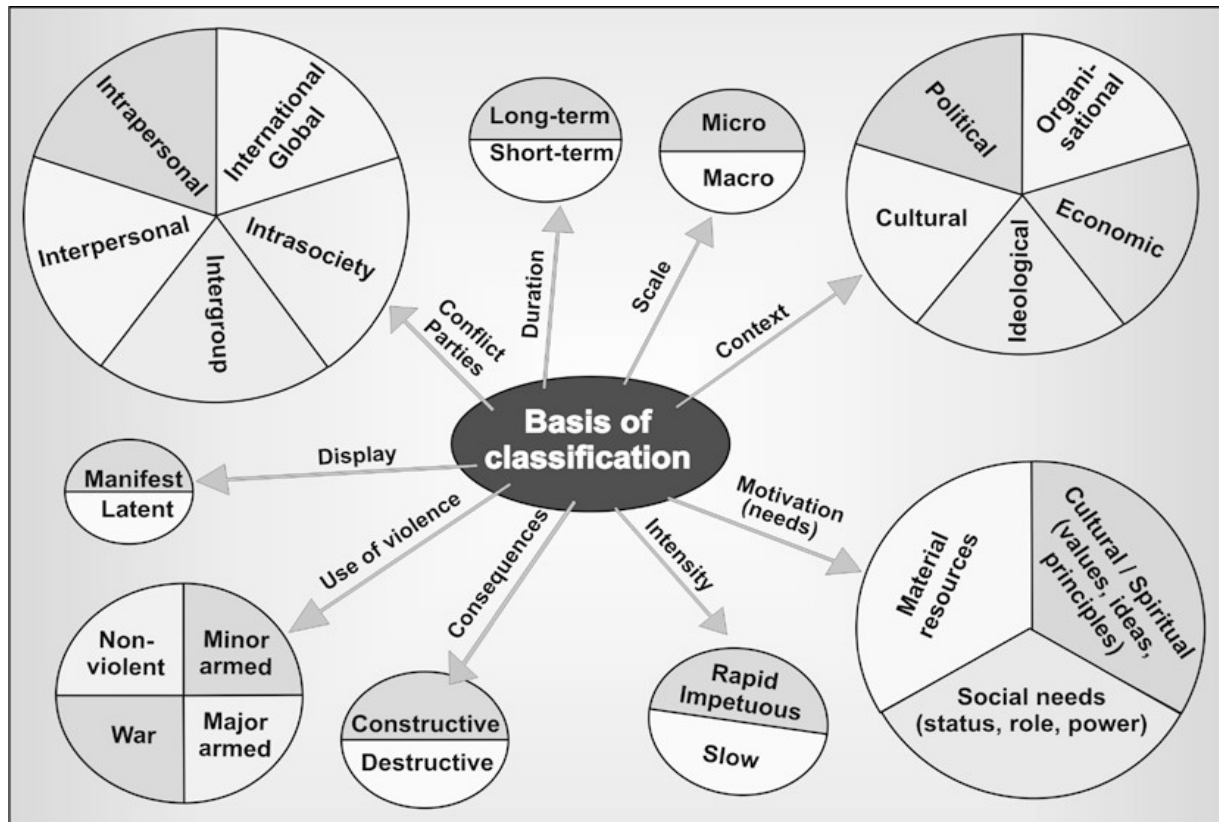 Intrapersonal
International
Global
Interpersonal
Intrasociety
Intergroup
Long-term
Short-term
Micro
Macro
Political
Organi-
sational
Cultural
Economic
Ideological
Conflict
Parties
Duration
Scale
Context
Basis of
classification
Display
Manifest
Latent
Use of violence
Consequences
Intensity
Motivation
(needs)
Non-
violent
Minor
armed
War
Major
armed
Constructive
Destructive
Rapid
Impetuous
Slow
Material
resources
Cultural / Spiritual
(values, ideas,
principles)
Social needs
(status, role, power)